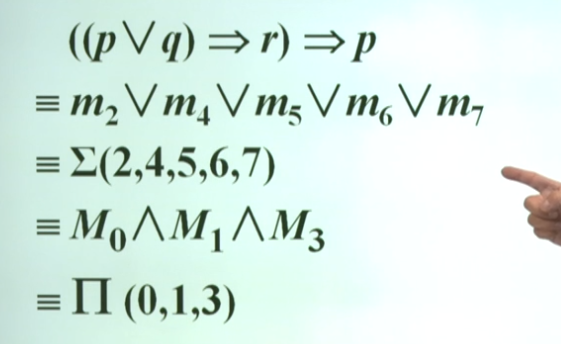 ((p∨q)⇒r)⇒p
≡ m₂∨m₄∨m₅∨m₆∨m₇
≡ Σ(2,4,5,6,7)
≡ M₀∧M₁∧M₃
≡ Π (0,1,3)